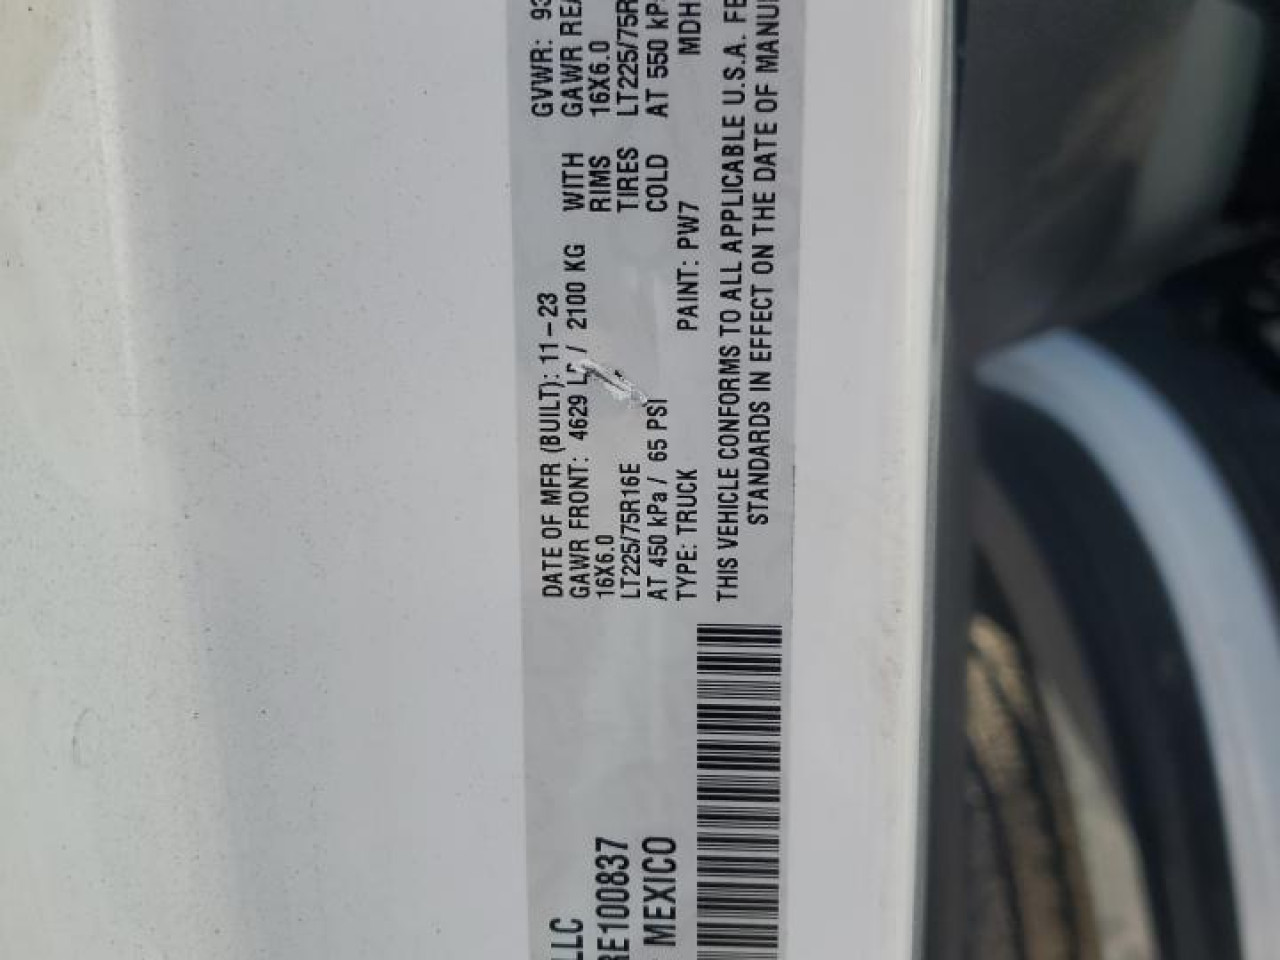 LLC
RE100837
MEXICO
DATE OF MFR (BUILT): 11-23
GVWR: 93
GAWR FRONT: 4629 / 2100 KG WITH GAWR REA
16X6.0 RIMS 16X6.0
LT225/75R16E TIRES LT225/75R
AT 450 kPa / 65 PSI COLD AT 550 kP
TYPE: TRUCK PAINT: PW7 MDH
THIS VEHICLE CONFORMS TO ALL APPLICABLE U.S.A. FE
STANDARDS IN EFFECT ON THE DATE OF MANU